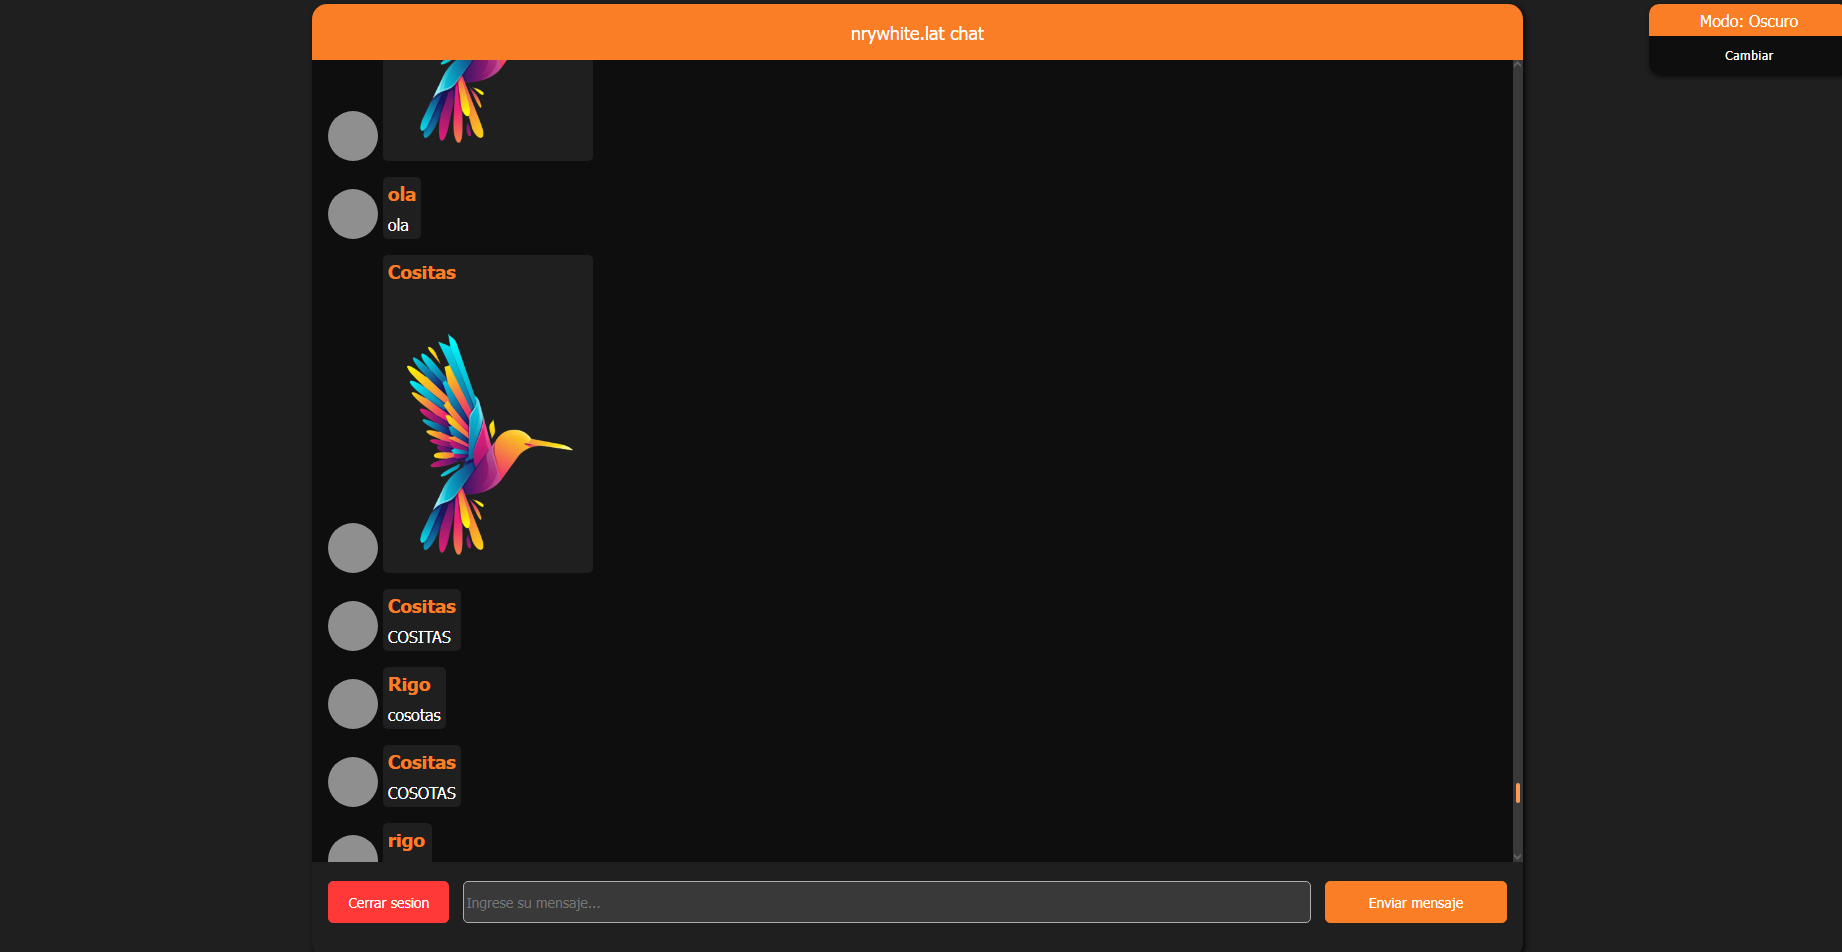 nrywhite.lat chat
Modo: Oscuro
Cambiar
ola
ola
Cositas
Cositas
COSITAS
Rigo
cosotas
Cositas
COSOTAS
rigo
Cerrar sesion
Ingrese su mensaje...
Enviar mensaje